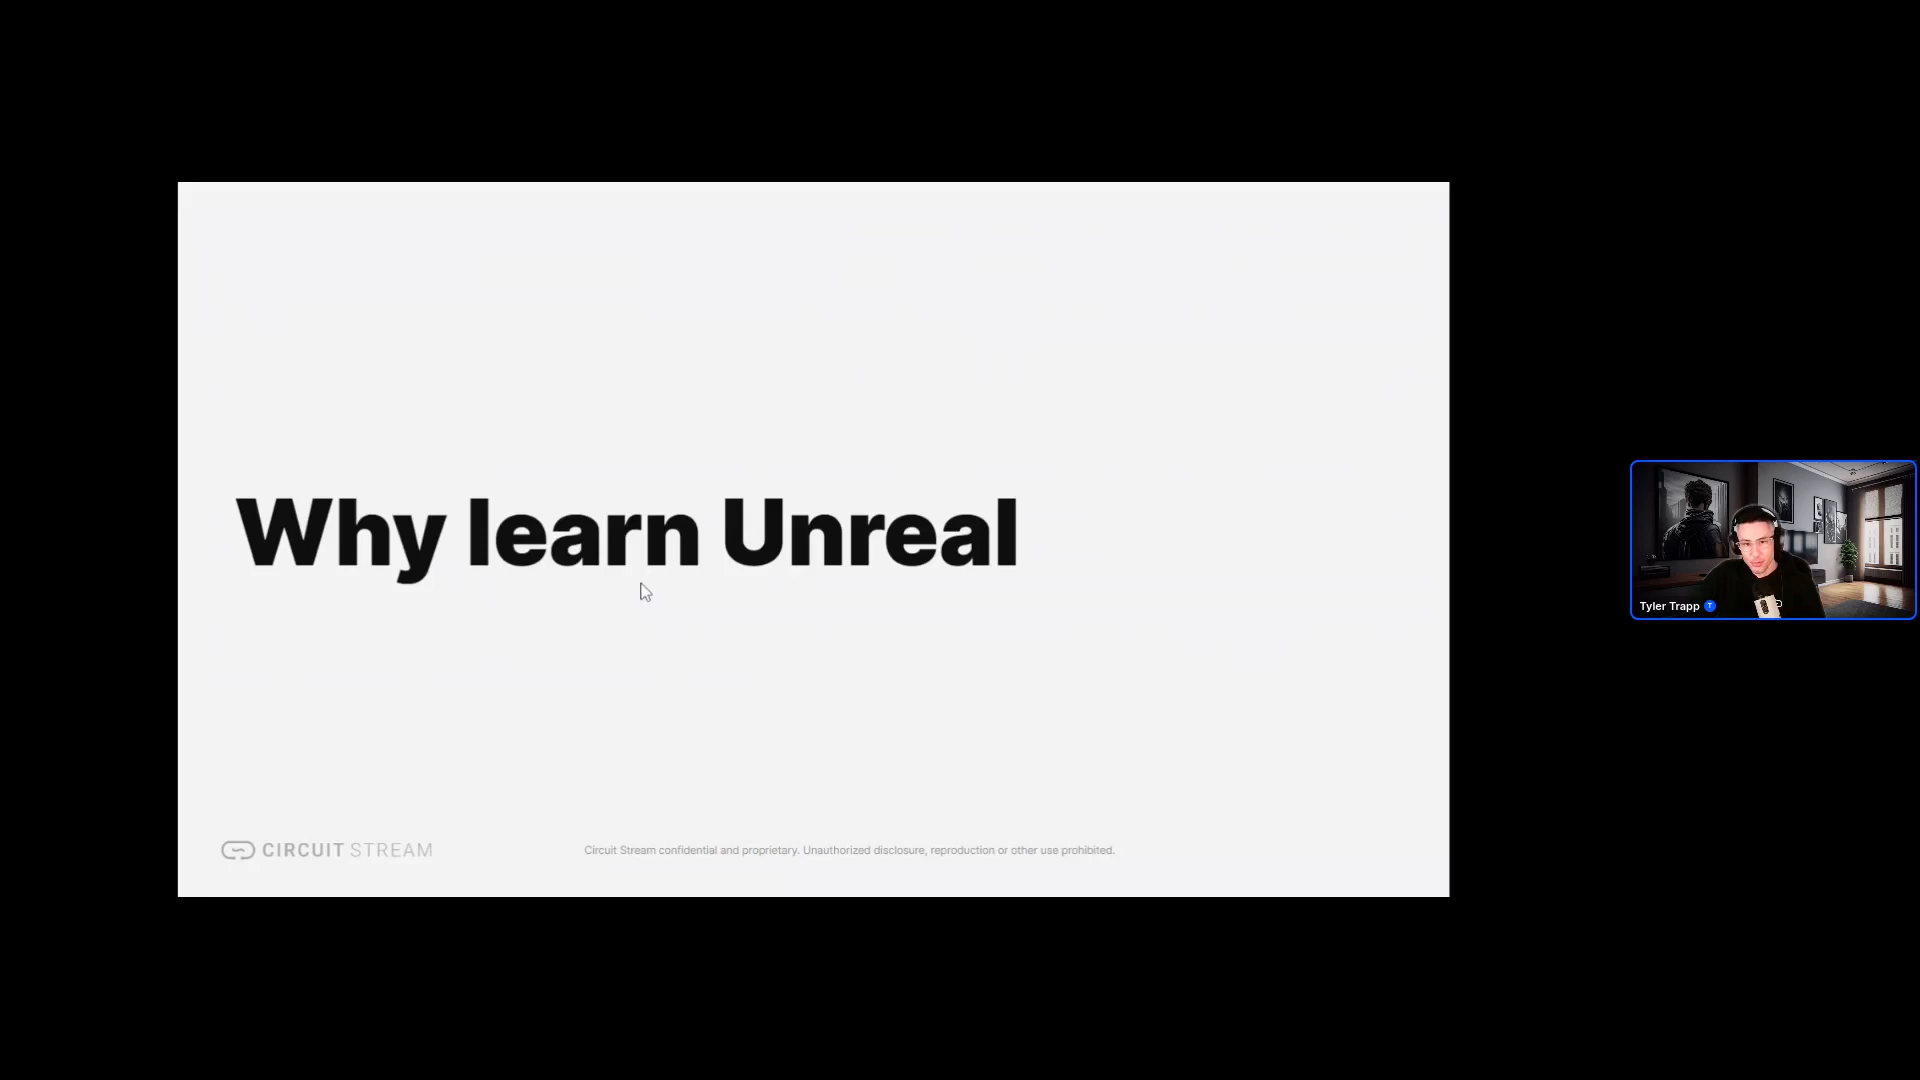 Why learn Unreal
CIRCUIT STREAM
Circuit Stream confidential and proprietary. Unauthorized disclosure, reproduction or other use prohibited.
Tyler Trapp T